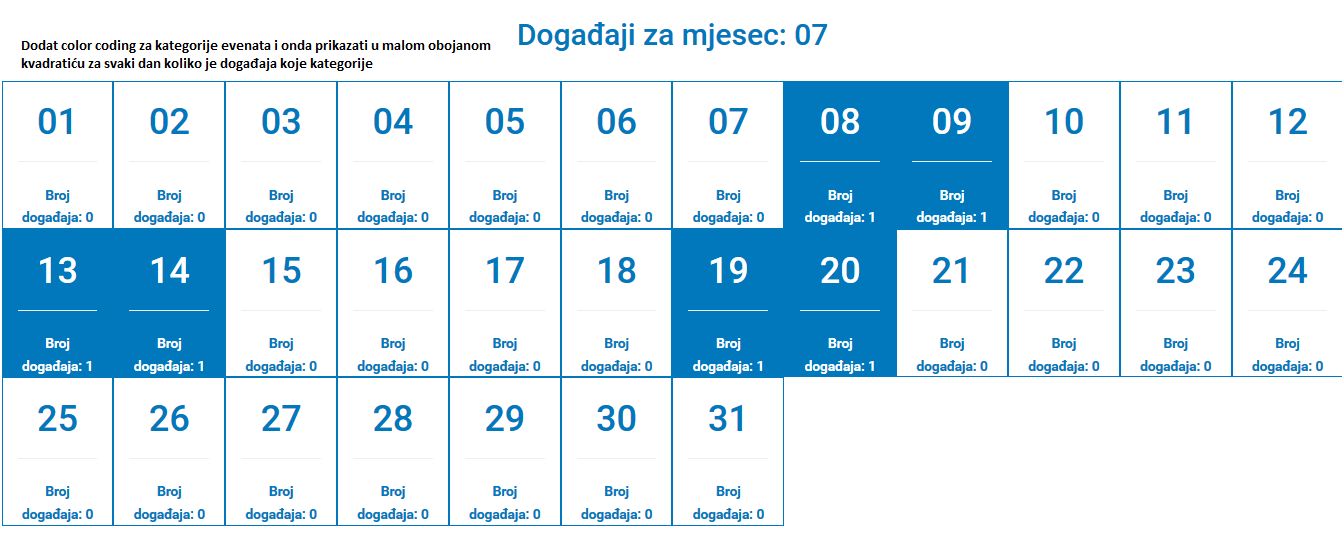 Događaji za mjesec: 07
Dodat color coding za kategorije evenata i onda prikazati u malom obojanom
kvadratiću za svaki dan koliko je događaja koje kategorije
01 02 03 04 05 06 07 08 09 10 11 12
Broj Broj Broj Broj Broj Broj Broj Broj Broj Broj Broj Broj
događaja: 0 događaja: 0 događaja: 0 događaja: 0 događaja: 0 događaja: 0 događaja: 0 događaja: 1 događaja: 1 događaja: 0 događaja: 0 događaja: 0
13 14 15 16 17 18 19 20 21 22 23 24
Broj Broj Broj Broj Broj Broj Broj Broj Broj Broj Broj Broj
događaja: 1 događaja: 1 događaja: 0 događaja: 0 događaja: 0 događaja: 0 događaja: 1 događaja: 1 događaja: 0 događaja: 0 događaja: 0 događaja: 0
25 26 27 28 29 30 31
Broj Broj Broj Broj Broj Broj Broj
događaja: 0 događaja: 0 događaja: 0 događaja: 0 događaja: 0 događaja: 0 događaja: 0